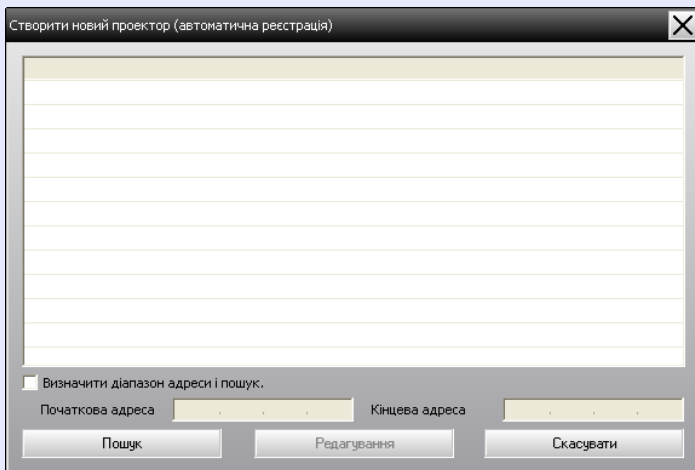 Створити новий проектор (автоматична реєстрація)
Визначити діапазон адреси і пошук.
Початкова адреса . . . Кінцева адреса . . .
Пошук Редагування Скасувати